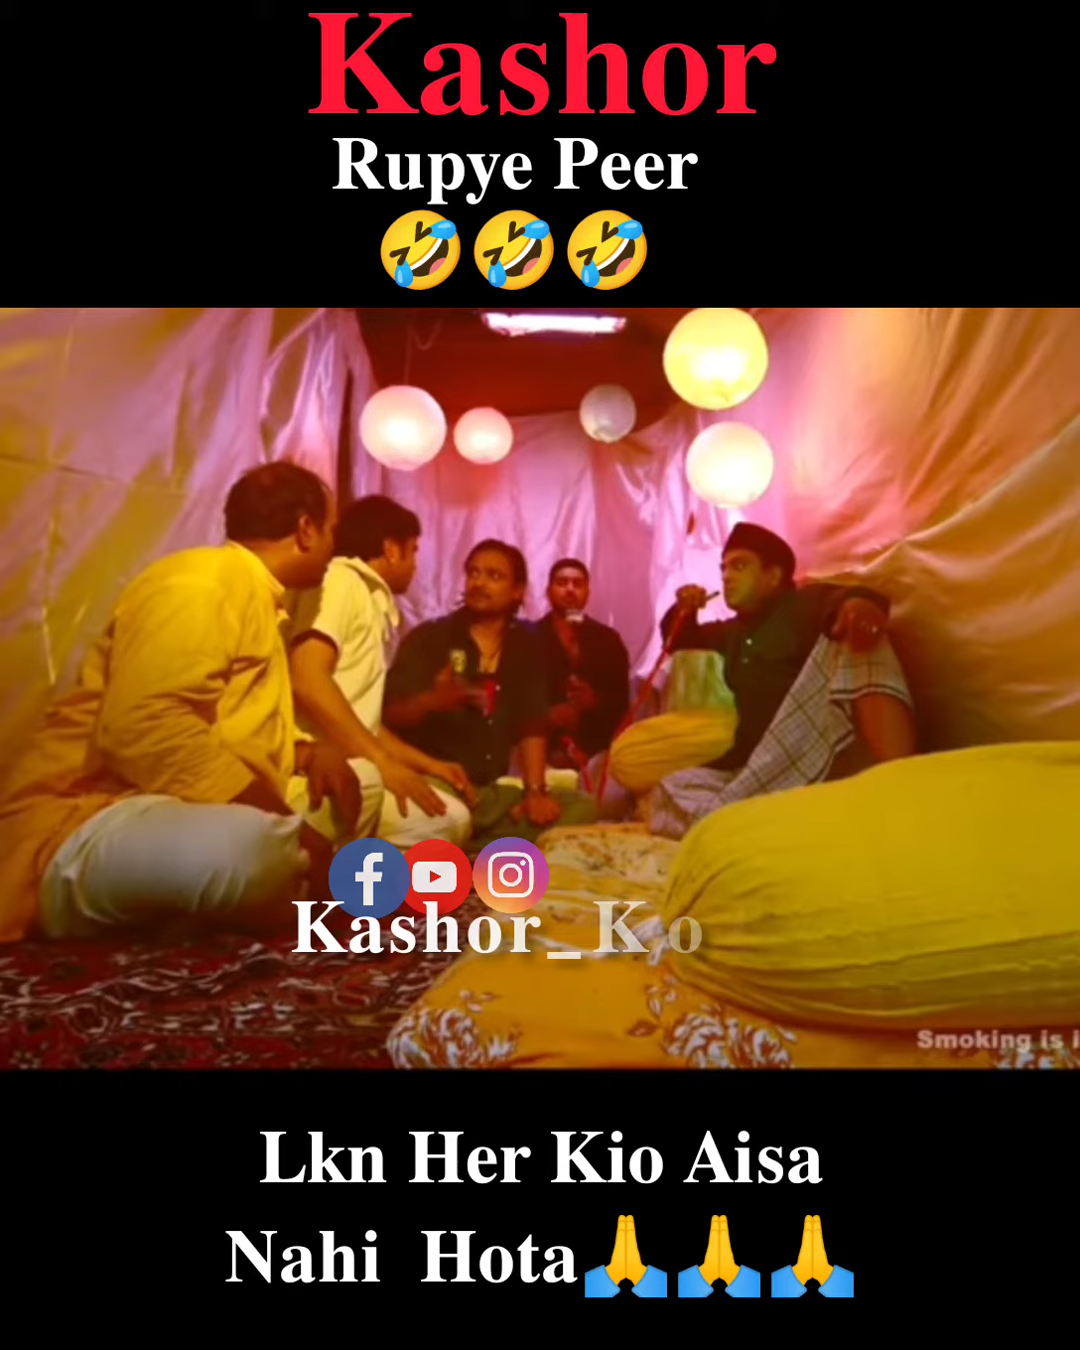 Kashor
Rupye Peer
🤣🤣🤣
Kashor_K o
Smoking is i
Lkn Her Kio Aisa
Nahi Hota🙏🙏🙏